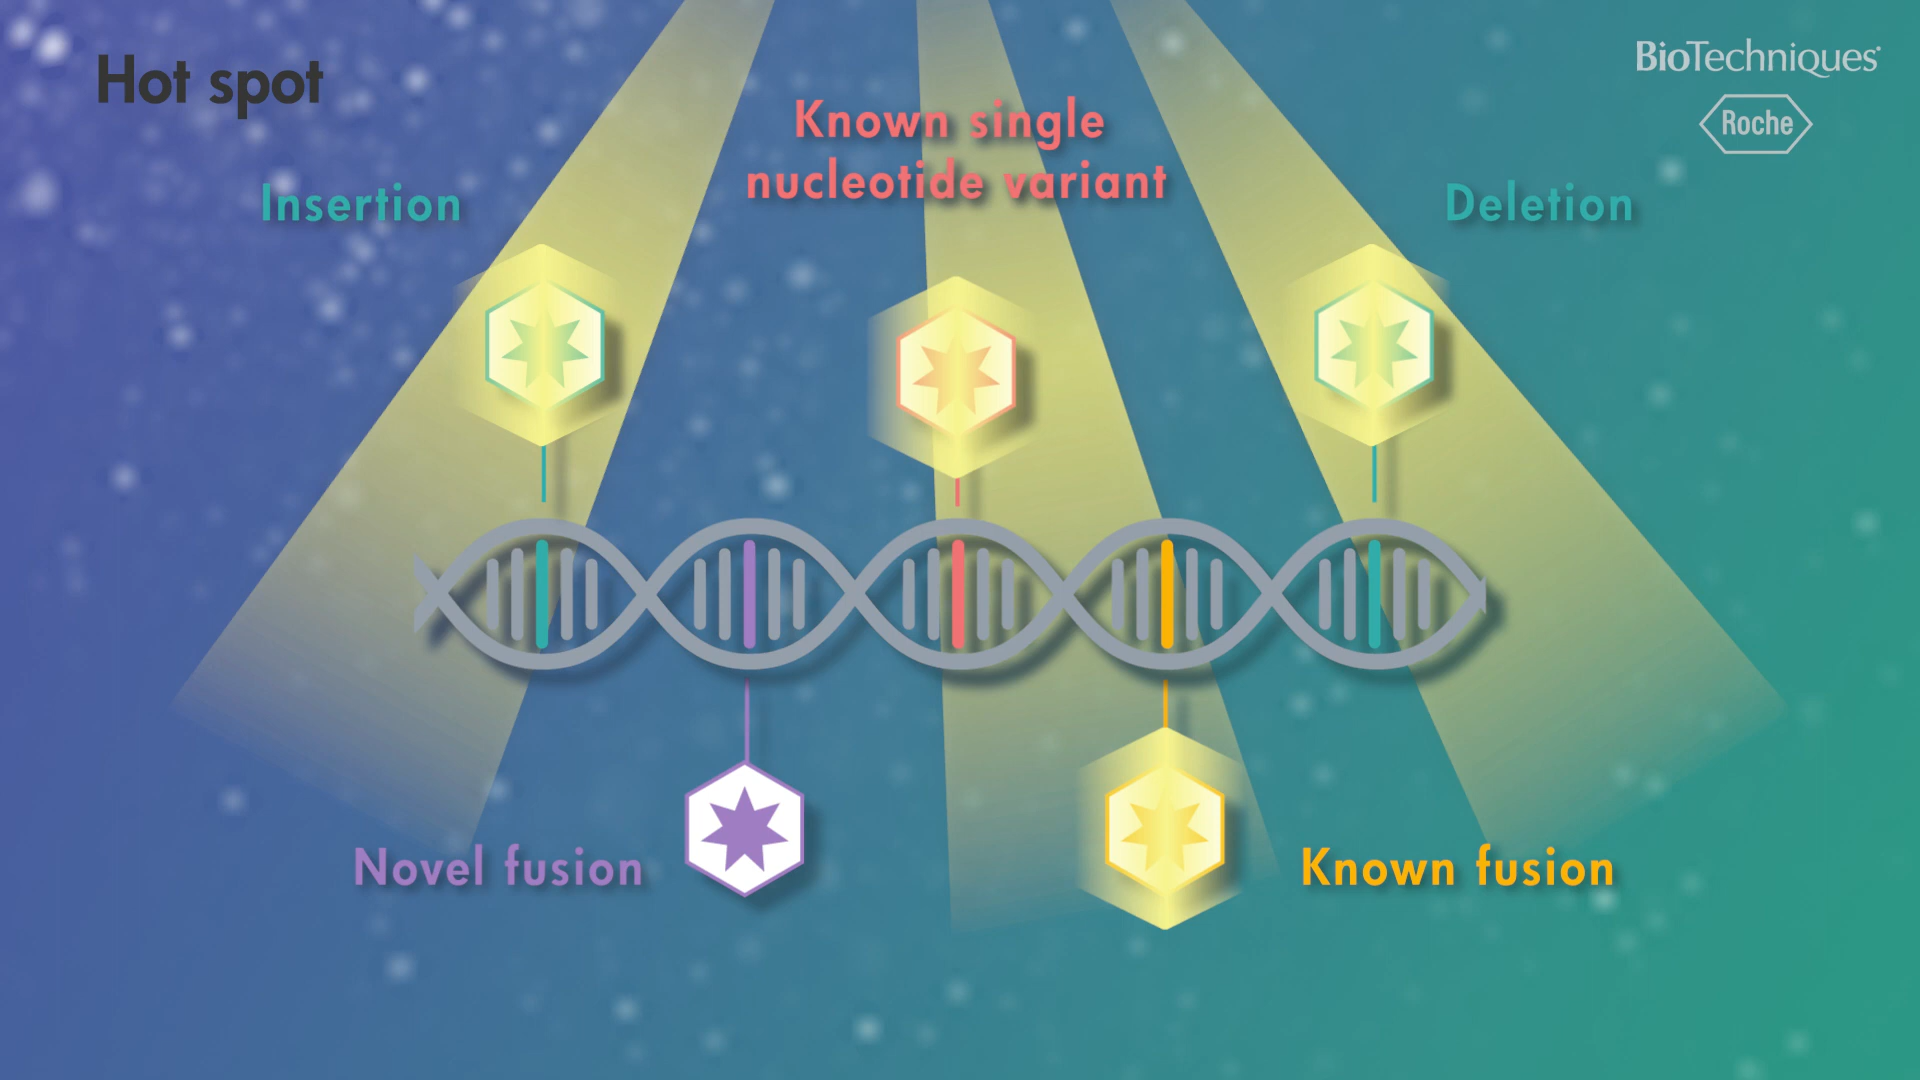 Hot spot
BioTechniques
Roche
Known single
nucleotide variant
Insertion
Deletion
Novel fusion
Known fusion